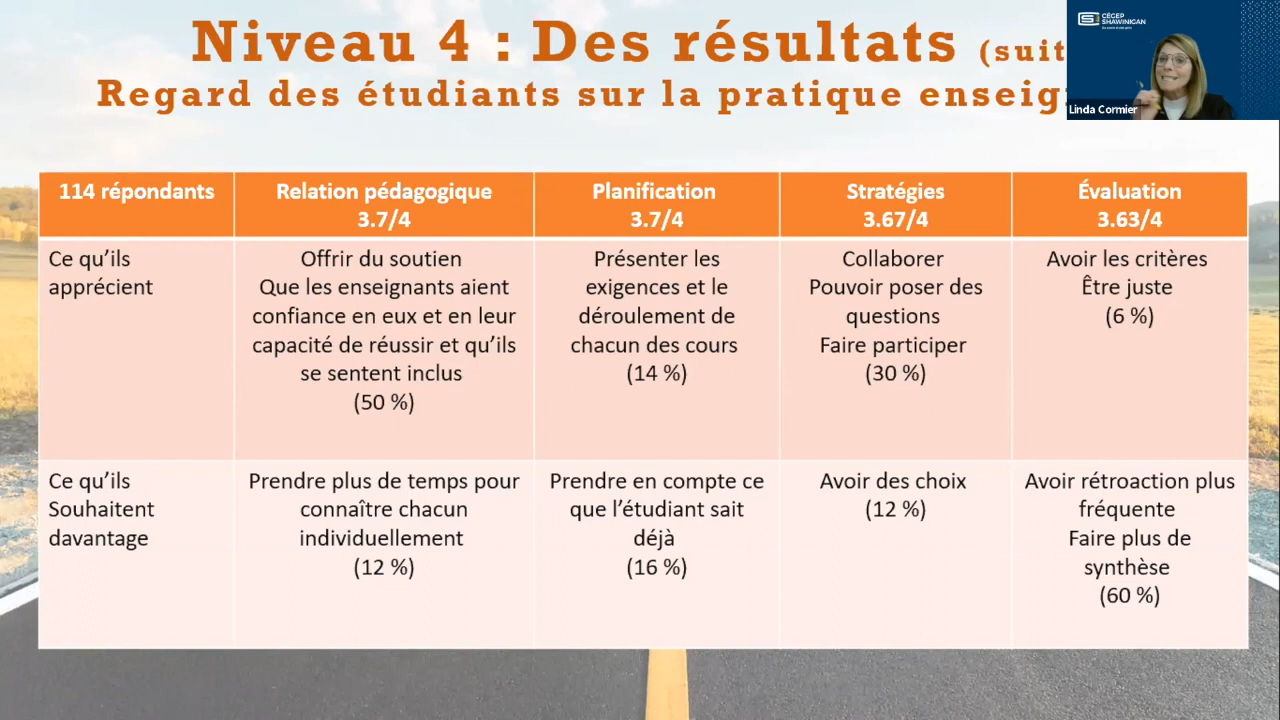 Niveau 4 : Des résultats (suit
Regard des étudiants sur la pratique enseig
CÉGEP
SHAWINIGAN
Linda Cormier
114 répondants
Relation pédagogique
3.7/4
Planification
3.7/4
Stratégies
3.67/4
Évaluation
3.63/4
Ce qu’ils
apprécient
Offrir du soutien
Que les enseignants aient
confiance en eux et en leur
capacité de réussir et qu’ils
se sentent inclus
(50 %)
Présenter les
exigences et le
déroulement de
chacun des cours
(14 %)
Collaborer
Pouvoir poser des
questions
Faire participer
(30 %)
Avoir les critères
Être juste
(6 %)
Ce qu’ils
Souhaitent
davantage
Prendre plus de temps pour
connaître chacun
individuellement
(12 %)
Prendre en compte ce
que l’étudiant sait
déjà
(16 %)
Avoir des choix
(12 %)
Avoir rétroaction plus
fréquente
Faire plus de
synthèse
(60 %)